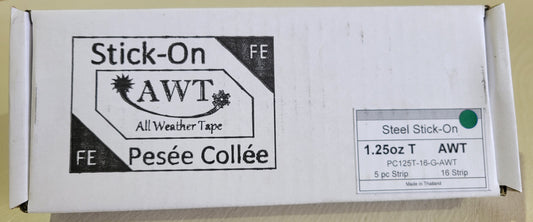 Stick-On
FE
AWT
All Weather Tape
FE
Pesée Collée
Steel Stick-On
1.25oz T AWT
PC125T-16-G-AWT
5 pc Strip 16 Strip
Made in Thailand